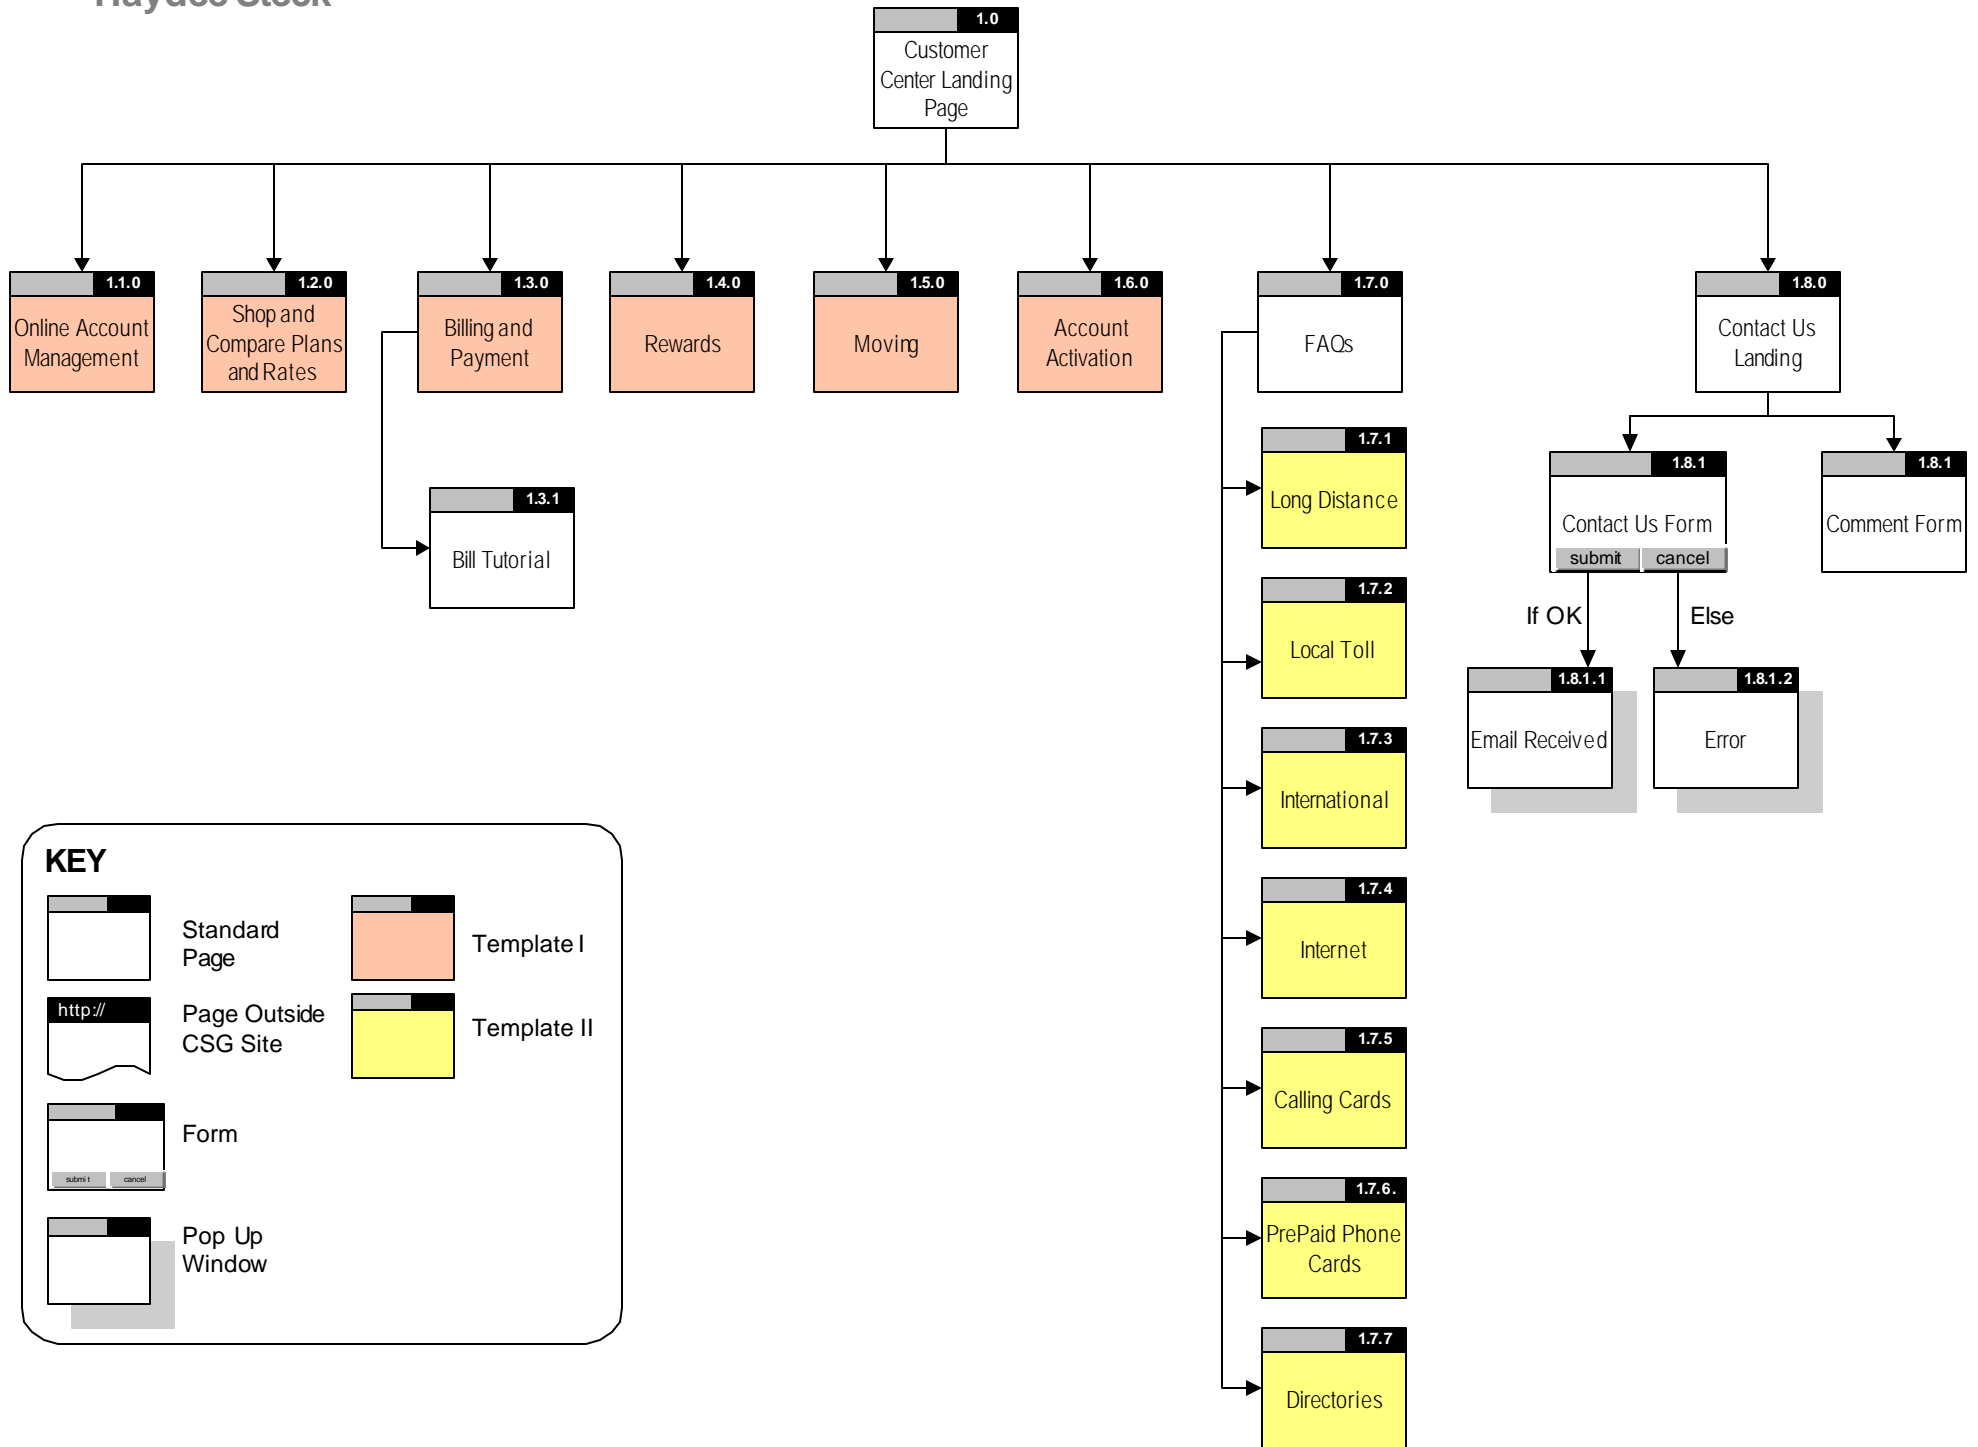 1.0
Customer
Center Landing
Page
1.1.0
Online Account
Management
1.2.0
Shop and
Compare Plans
and Rates
1.3.0
Billing and
Payment
1.4.0
Rewards
1.5.0
Moving
1.6.0
Account
Activation
1.7.0
FAQs
1.8.0
Contact Us
Landing
1.3.1
Bill Tutorial
1.7.1
Long Distance
1.7.2
Local Toll
1.7.3
International
1.7.4
Internet
1.7.5
Calling Cards
1.7.6.
PrePaid Phone
Cards
1.7.7
Directories
1.8.1
Contact Us Form
submit cancel
1.8.1
Comment Form
If OK
Else
1.8.1.1
Email Received
1.8.1.2
Error
KEY
Standard
Page
Template I
http://
Page Outside
CSG Site
Template II
Form
submit cancel
Pop Up
Window